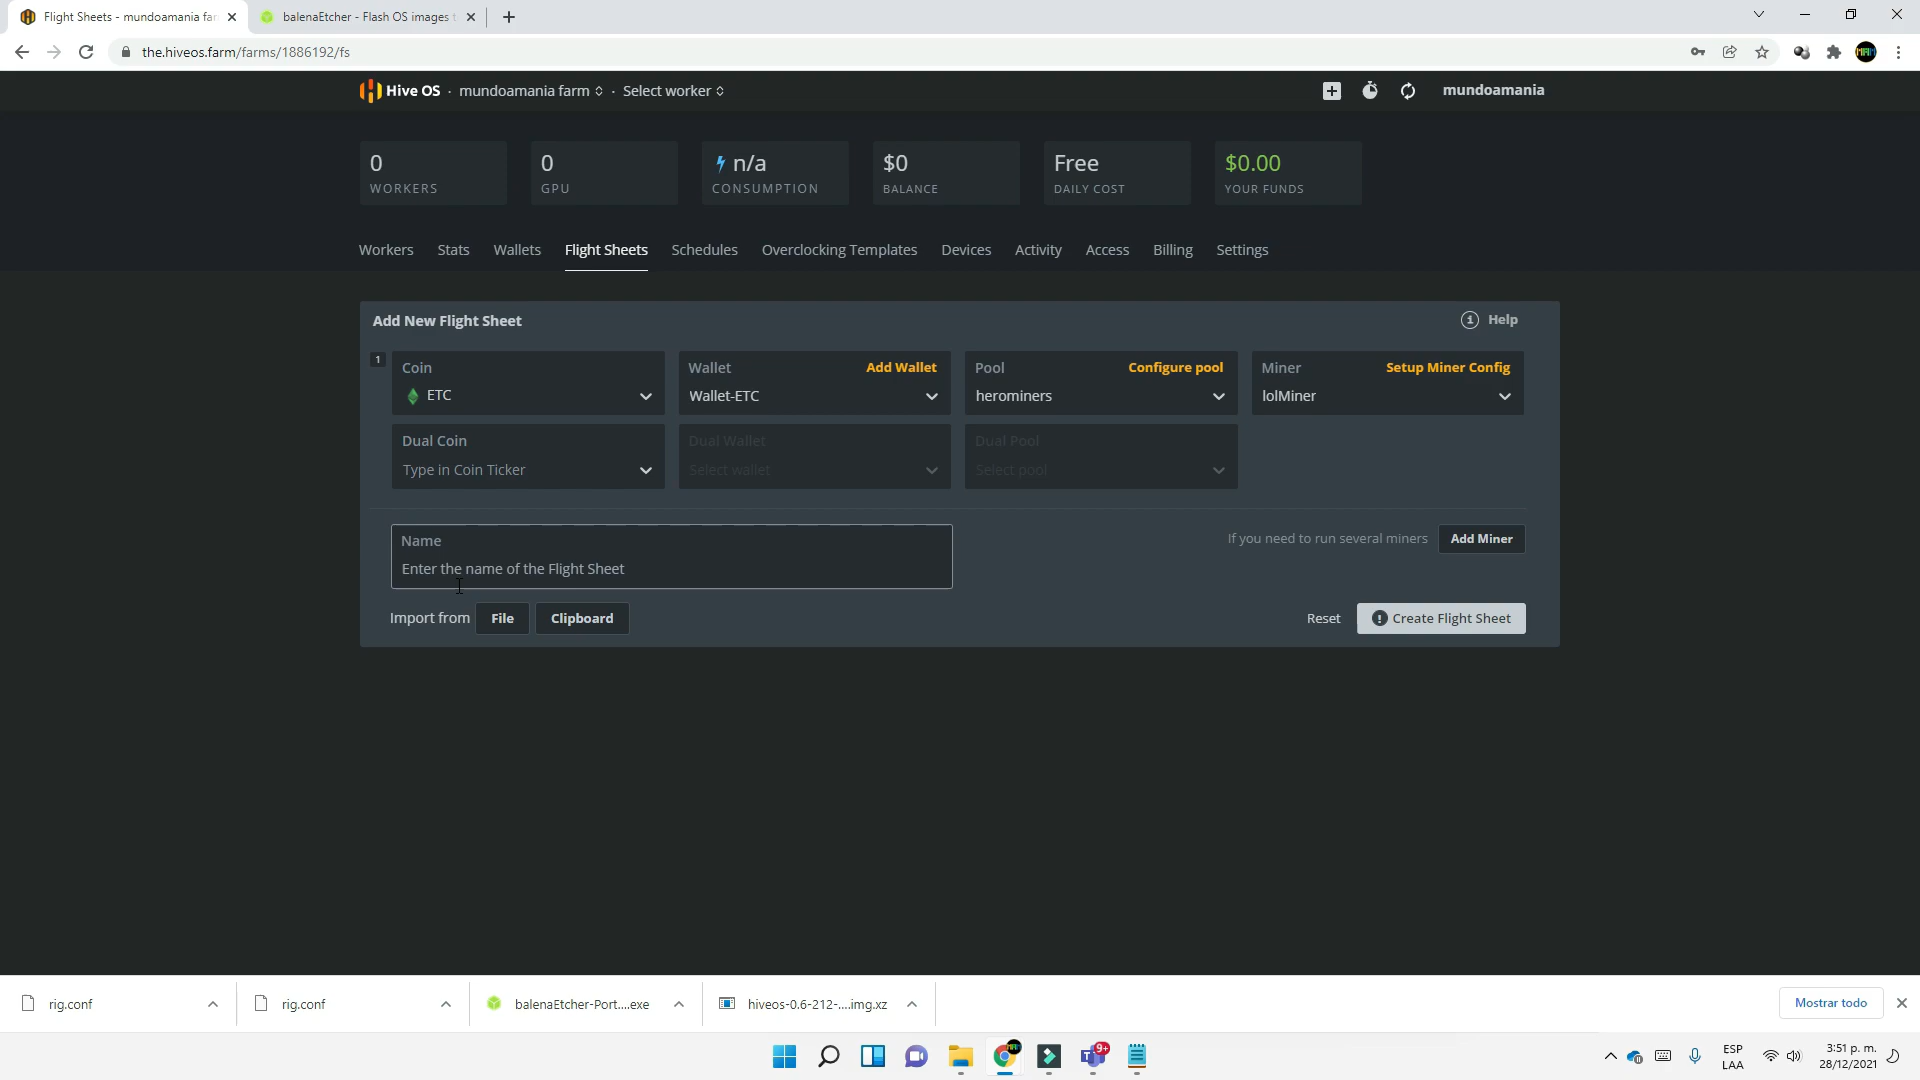 Flight Sheets - mundoamania far
balenaEtcher - Flash OS images t
the.hiveos.farm/farms/1886192/fs
Hive OS · mundoamania farm · Select worker
mundoamania
0
WORKERS
0
GPU
n/a
CONSUMPTION
$0
BALANCE
Free
DAILY COST
$0.00
YOUR FUNDS
Workers Stats Wallets Flight Sheets Schedules Overclocking Templates Devices Activity Access Billing Settings
Add New Flight Sheet
Help
1
Coin
ETC
Wallet Add Wallet
Wallet-ETC
Pool Configure pool
herominers
Miner Setup Miner Config
lolMiner
Dual Coin
Type in Coin Ticker
Dual Wallet
Select wallet
Dual Pool
Select pool
Name
Enter the name of the Flight Sheet
If you need to run several miners Add Miner
Import from File Clipboard
Reset Create Flight Sheet
rig.conf
rig.conf
balenaEtcher-Port....exe
hiveos-0.6-212-....img.xz
Mostrar todo
9+
ESP
LAA
3:51 p. m.
28/12/2021